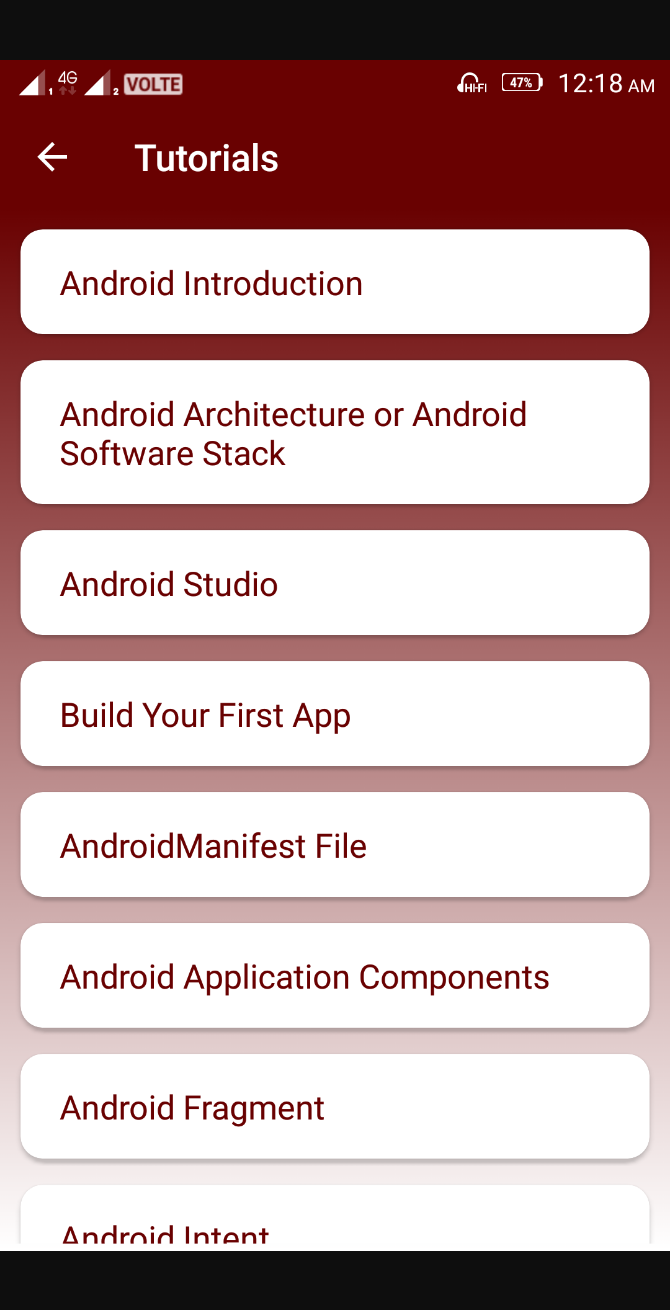 1 4G 2 VOLTE HI-FI 47% 12:18 AM
Tutorials
Android Introduction
Android Architecture or Android
Software Stack
Android Studio
Build Your First App
AndroidManifest File
Android Application Components
Android Fragment
Android Intent